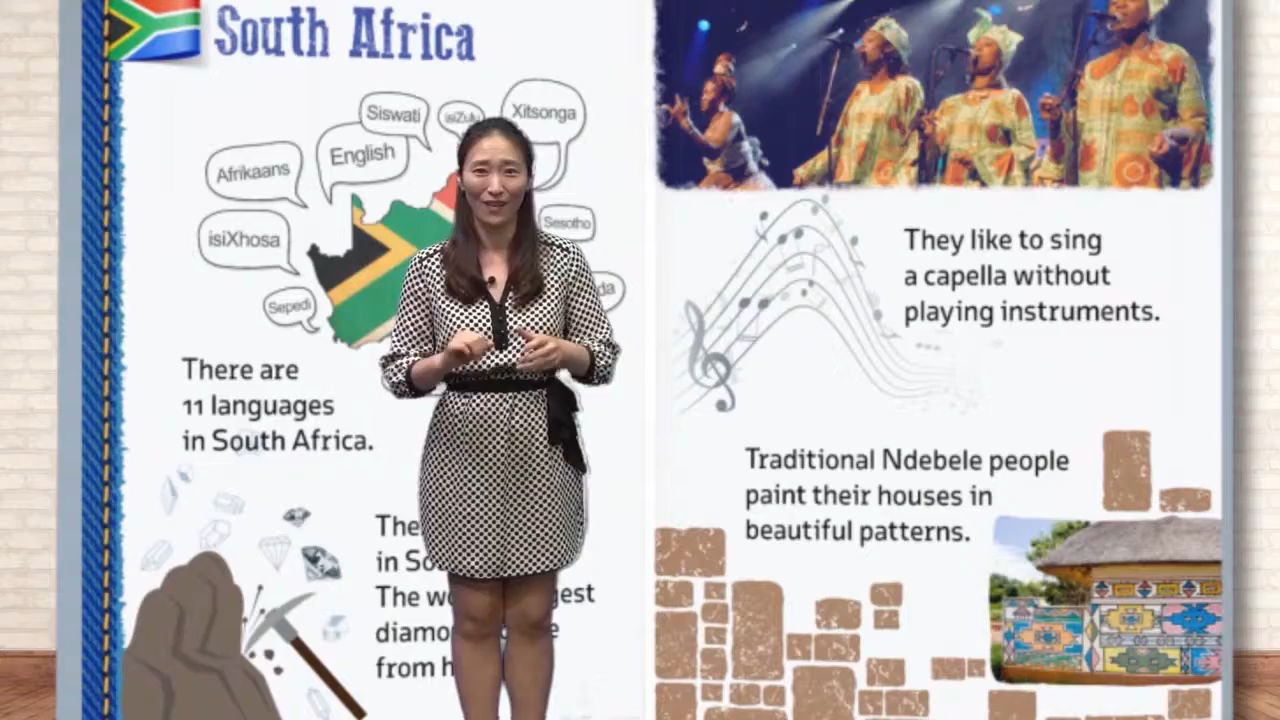 South Africa
Siswati
isiZulu
Xitsonga
English
Afrikaans
isiXhosa
Sesotho
Sepedi
There are
11 languages
in South Africa.
The
in So
The wo gest
diamo e
from h
They like to sing
a capella without
playing instruments.
Traditional Ndebele people
paint their houses in
beautiful patterns.